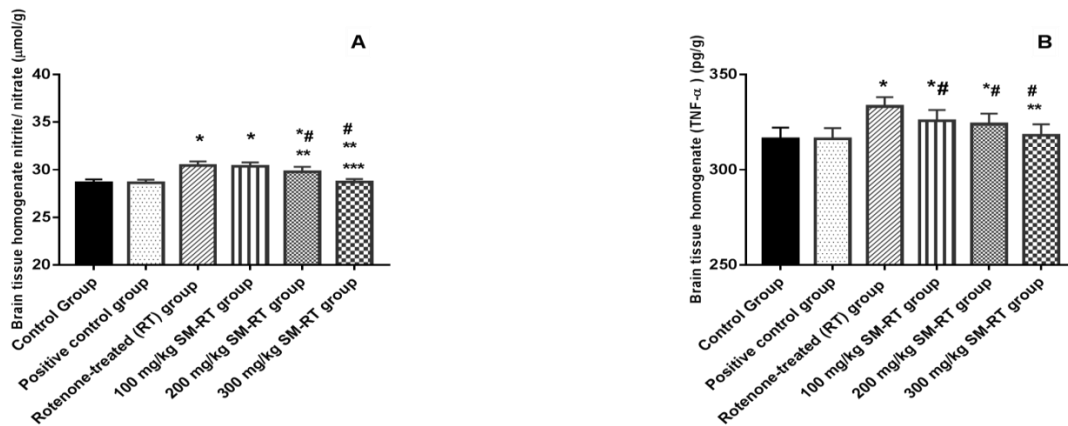 A
Brain tissue homogenate nitrite/ nitrate (μmol/g)
40
35
30
25
20
*
*
*#
**
#
**
***
Control Group
Positive control group
Rotenone-treated (RT) group
100 mg/kg SM-RT group
200 mg/kg SM-RT group
300 mg/kg SM-RT group
B
Brain tissue homogenate (TNF-α ) (pg/g)
350
300
250
*
*#
*#
#
**
Control Group
Positive control group
Rotenone-treated (RT) group
100 mg/kg SM-RT group
200 mg/kg SM-RT group
300 mg/kg SM-RT group